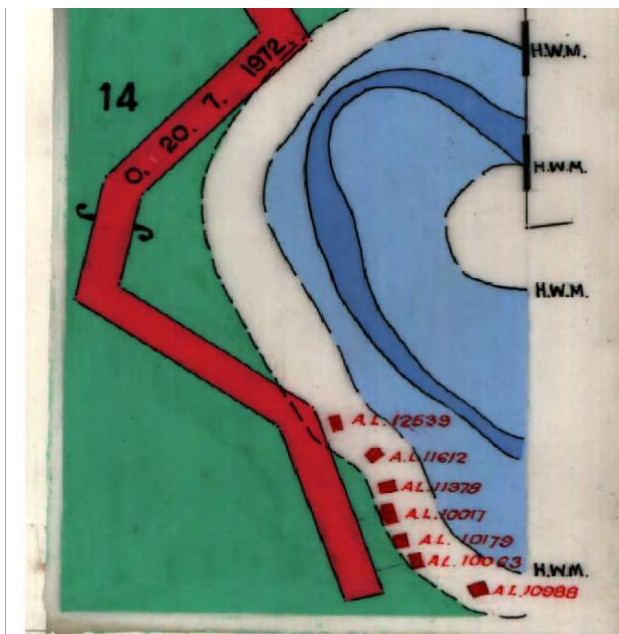 H.W.M.
14
O. 20. 7. 1972.
H.W.M.
H.W.M.
A.L. 12539
A.L. 11612
A.L. 11378
A.L. 10017
A.L. 10179
H.W.M.
A.L. 10988